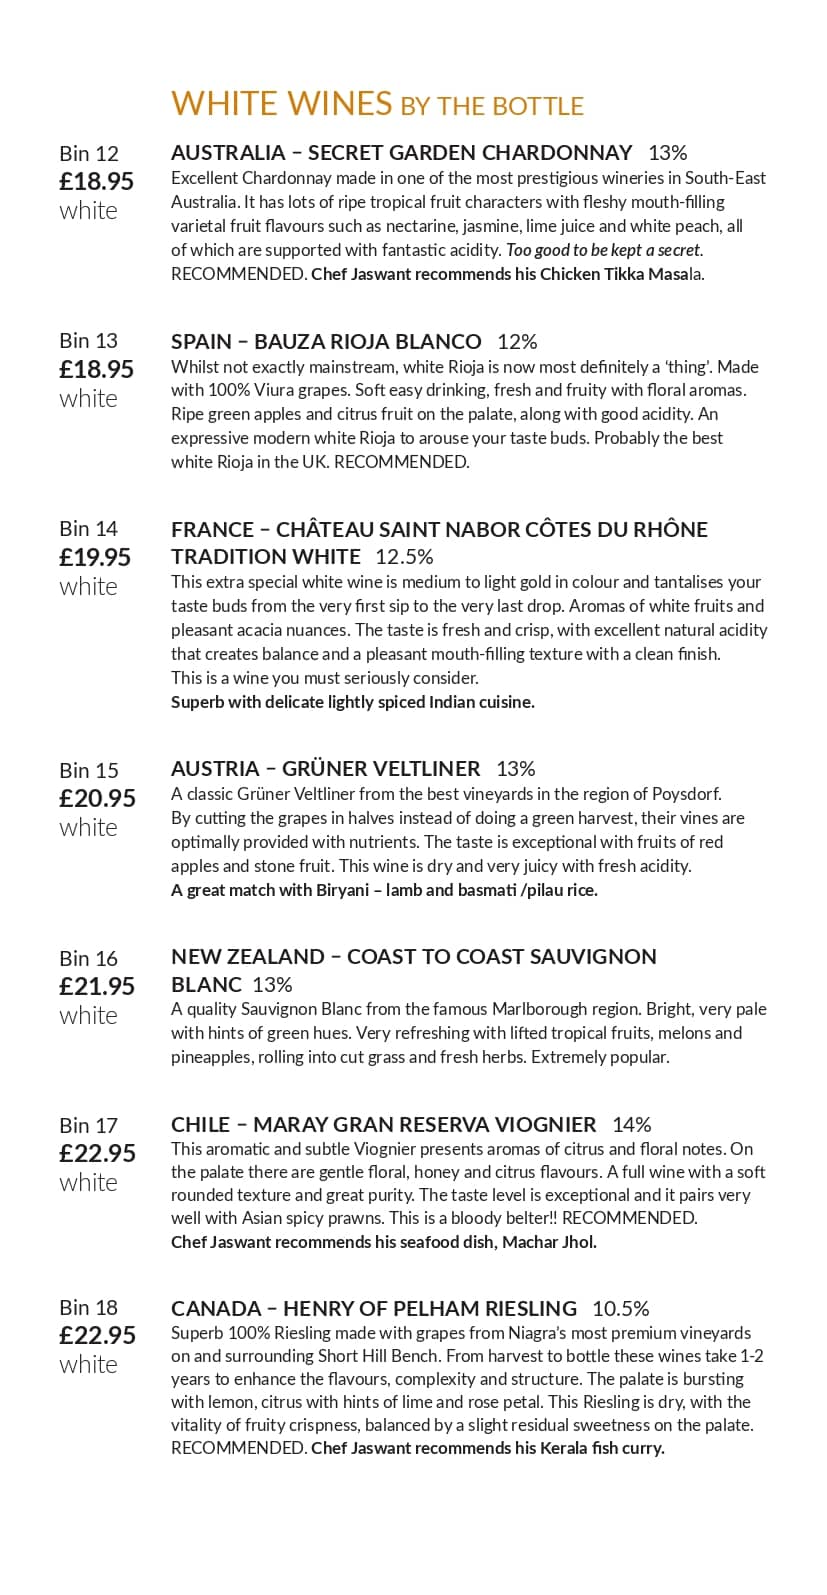 WHITE WINES BY THE BOTTLE
Bin 12
£18.95
white
AUSTRALIA – SECRET GARDEN CHARDONNAY 13%
Excellent Chardonnay made in one of the most prestigious wineries in South-East
Australia. It has lots of ripe tropical fruit characters with fleshy mouth-filling
varietal fruit flavours such as nectarine, jasmine, lime juice and white peach, all
of which are supported with fantastic acidity. Too good to be kept a secret.
RECOMMENDED. Chef Jaswant recommends his Chicken Tikka Masala.
Bin 13
£18.95
white
SPAIN – BAUZA RIOJA BLANCO 12%
Whilst not exactly mainstream, white Rioja is now most definitely a ‘thing’. Made
with 100% Viura grapes. Soft easy drinking, fresh and fruity with floral aromas.
Ripe green apples and citrus fruit on the palate, along with good acidity. An
expressive modern white Rioja to arouse your taste buds. Probably the best
white Rioja in the UK. RECOMMENDED.
Bin 14
£19.95
white
FRANCE – CHÂTEAU SAINT NABOR CÔTES DU RHÔNE
TRADITION WHITE 12.5%
This extra special white wine is medium to light gold in colour and tantalises your
taste buds from the very first sip to the very last drop. Aromas of white fruits and
pleasant acacia nuances. The taste is fresh and crisp, with excellent natural acidity
that creates balance and a pleasant mouth-filling texture with a clean finish.
This is a wine you must seriously consider.
Superb with delicate lightly spiced Indian cuisine.
Bin 15
£20.95
white
AUSTRIA – GRÜNER VELTLINER 13%
A classic Grüner Veltliner from the best vineyards in the region of Poysdorf.
By cutting the grapes in halves instead of doing a green harvest, their vines are
optimally provided with nutrients. The taste is exceptional with fruits of red
apples and stone fruit. This wine is dry and very juicy with fresh acidity.
A great match with Biryani – lamb and basmati /pilau rice.
Bin 16
£21.95
white
NEW ZEALAND – COAST TO COAST SAUVIGNON
BLANC 13%
A quality Sauvignon Blanc from the famous Marlborough region. Bright, very pale
with hints of green hues. Very refreshing with lifted tropical fruits, melons and
pineapples, rolling into cut grass and fresh herbs. Extremely popular.
Bin 17
£22.95
white
CHILE – MARAY GRAN RESERVA VIOGNIER 14%
This aromatic and subtle Viognier presents aromas of citrus and floral notes. On
the palate there are gentle floral, honey and citrus flavours. A full wine with a soft
rounded texture and great purity. The taste level is exceptional and it pairs very
well with Asian spicy prawns. This is a bloody belter!! RECOMMENDED.
Chef Jaswant recommends his seafood dish, Machar Jhol.
Bin 18
£22.95
white
CANADA – HENRY OF PELHAM RIESLING 10.5%
Superb 100% Riesling made with grapes from Niagra’s most premium vineyards
on and surrounding Short Hill Bench. From harvest to bottle these wines take 1-2
years to enhance the flavours, complexity and structure. The palate is bursting
with lemon, citrus with hints of lime and rose petal. This Riesling is dry, with the
vitality of fruity crispness, balanced by a slight residual sweetness on the palate.
RECOMMENDED. Chef Jaswant recommends his Kerala fish curry.